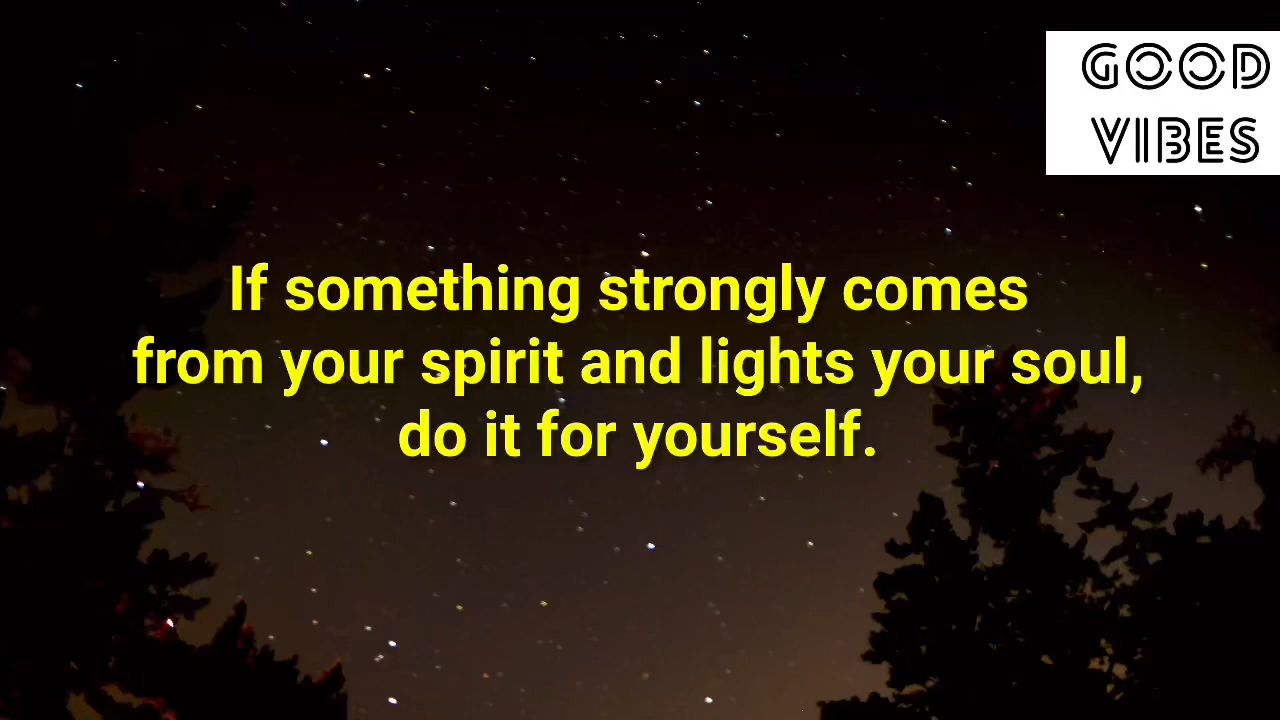 GOOD
VIBES
If something strongly comes
from your spirit and lights your soul,
do it for yourself.